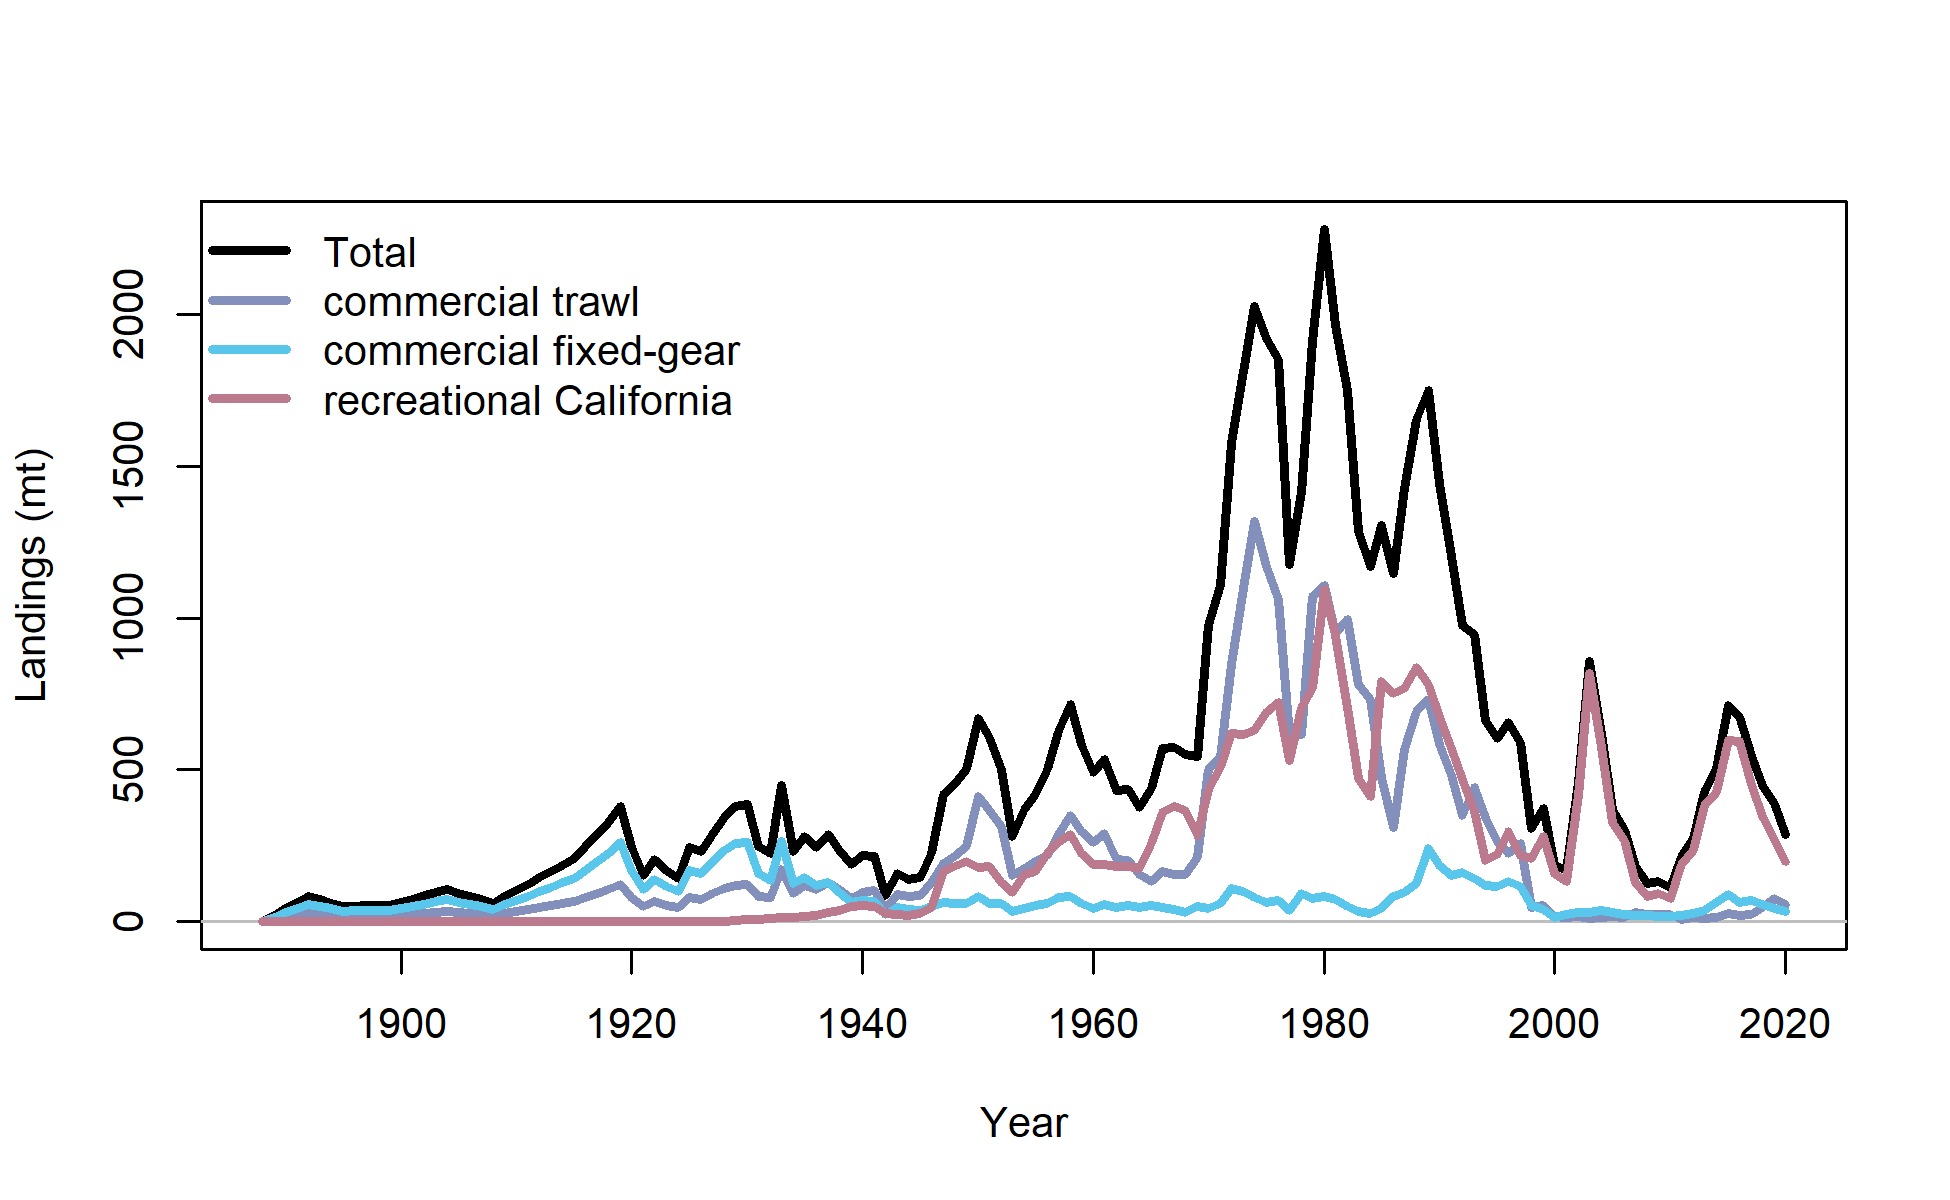 Total
commercial trawl
commercial fixed-gear
recreational California
Landings (mt)
2000
1500
1000
500
0
1900 1920 1940 1960 1980 2000 2020
Year